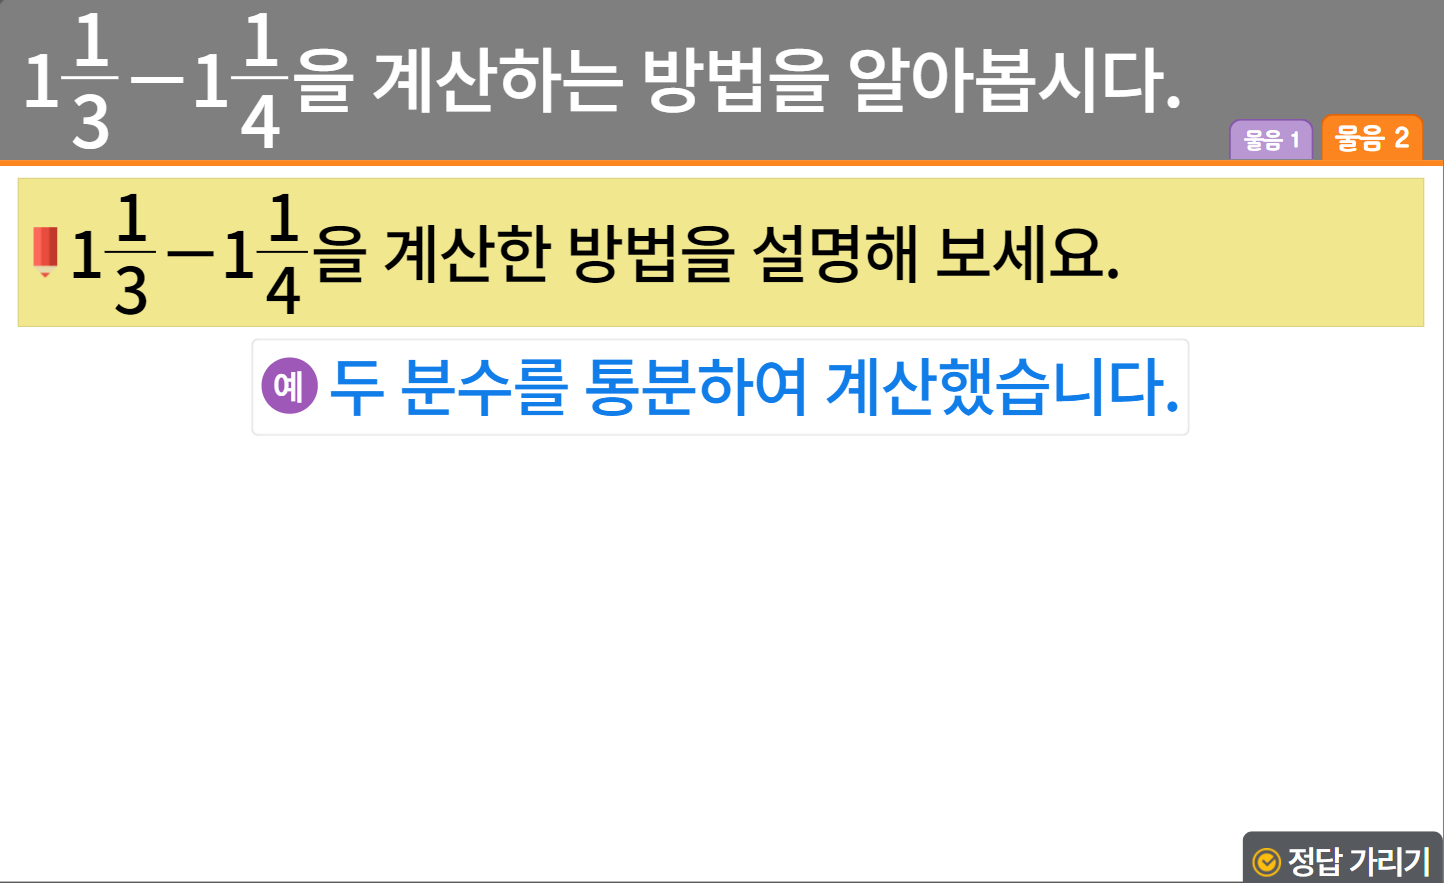 1 1/3 − 1 1/4을 계산하는 방법을 알아봅시다.
물음 1
물음 2
1 1/3 − 1 1/4을 계산한 방법을 설명해 보세요.
예 두 분수를 통분하여 계산했습니다.
정답 가리기